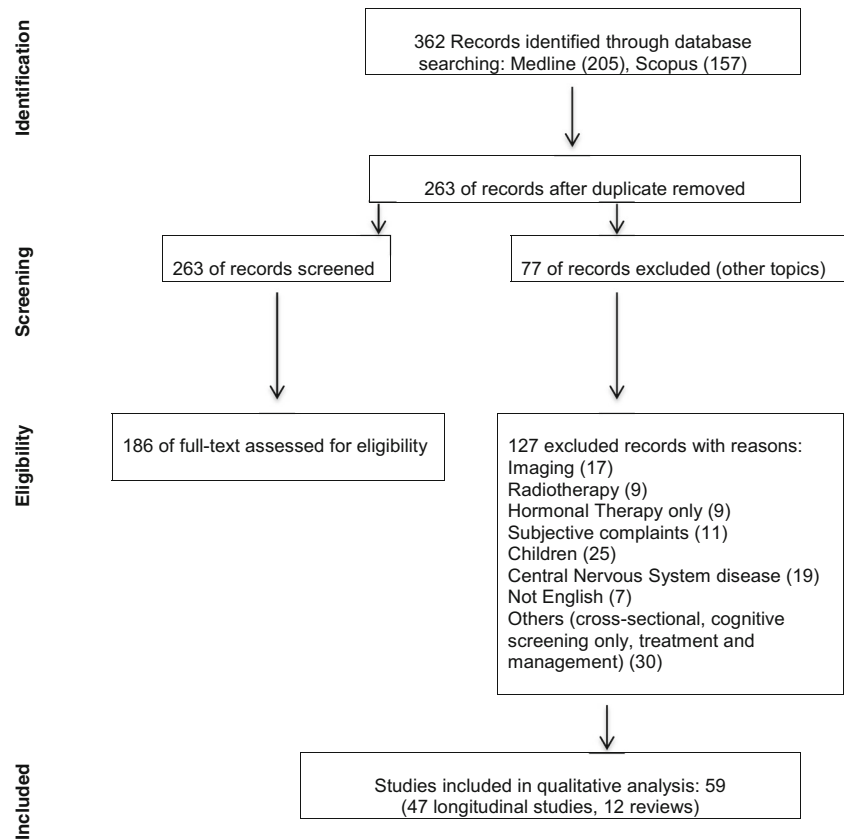 Identification
362 Records identified through database
searching: Medline (205), Scopus (157)
263 of records after duplicate removed
Screening
263 of records screened
77 of records excluded (other topics)
Eligibility
186 of full-text assessed for eligibility
127 excluded records with reasons:
Imaging (17)
Radiotherapy (9)
Hormonal Therapy only (9)
Subjective complaints (11)
Children (25)
Central Nervous System disease (19)
Not English (7)
Others (cross-sectional, cognitive
screening only, treatment and
management) (30)
Included
Studies included in qualitative analysis: 59
(47 longitudinal studies, 12 reviews)